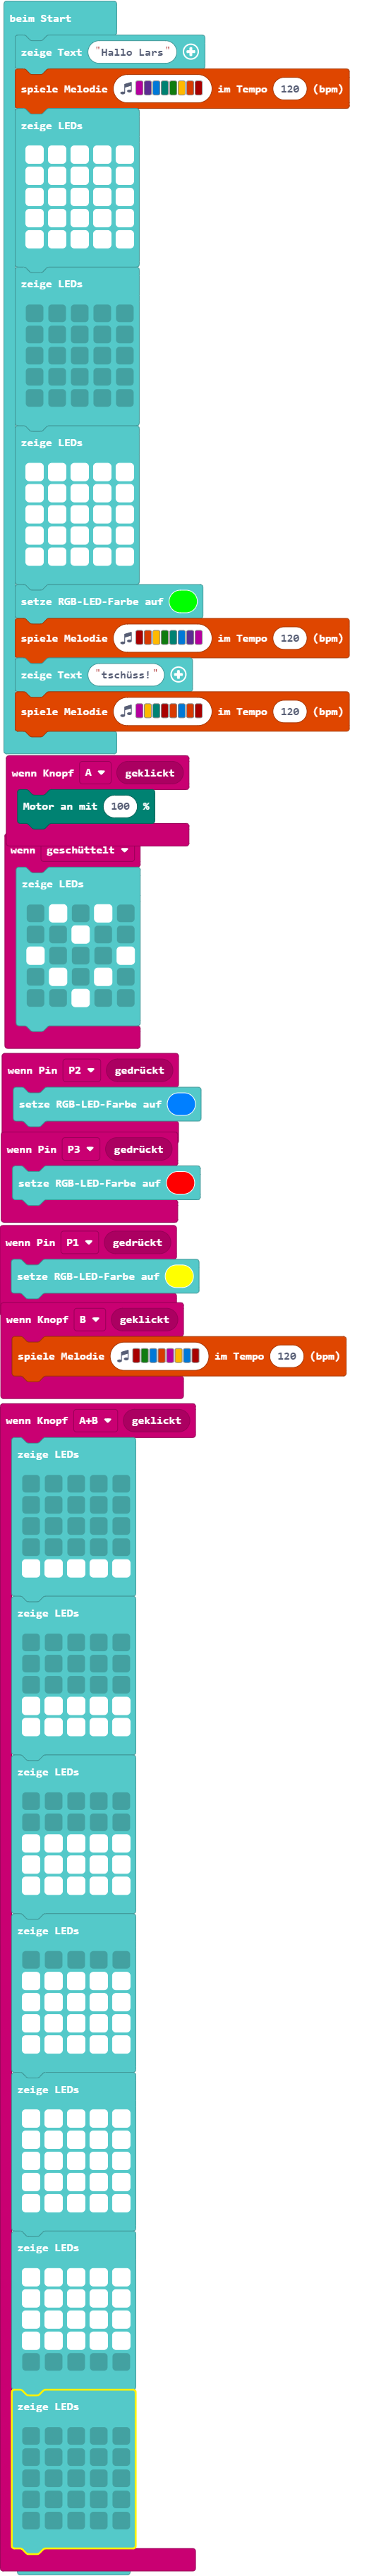 beim Start
zeige Text "Hallo Lars"
spiele Melodie im Tempo 120 (bpm)
zeige LEDs
zeige LEDs
zeige LEDs
setze RGB-LED-Farbe auf
spiele Melodie im Tempo 120 (bpm)
zeige Text "tschüss!"
spiele Melodie im Tempo 120 (bpm)
wenn Knopf A geklickt
Motor an mit 100 %
wenn geschüttelt
zeige LEDs
wenn Pin P2 gedrückt
setze RGB-LED-Farbe auf
wenn Pin P3 gedrückt
setze RGB-LED-Farbe auf
wenn Pin P1 gedrückt
setze RGB-LED-Farbe auf
wenn Knopf B geklickt
spiele Melodie im Tempo 120 (bpm)
wenn Knopf A+B geklickt
zeige LEDs
zeige LEDs
zeige LEDs
zeige LEDs
zeige LEDs
zeige LEDs
zeige LEDs